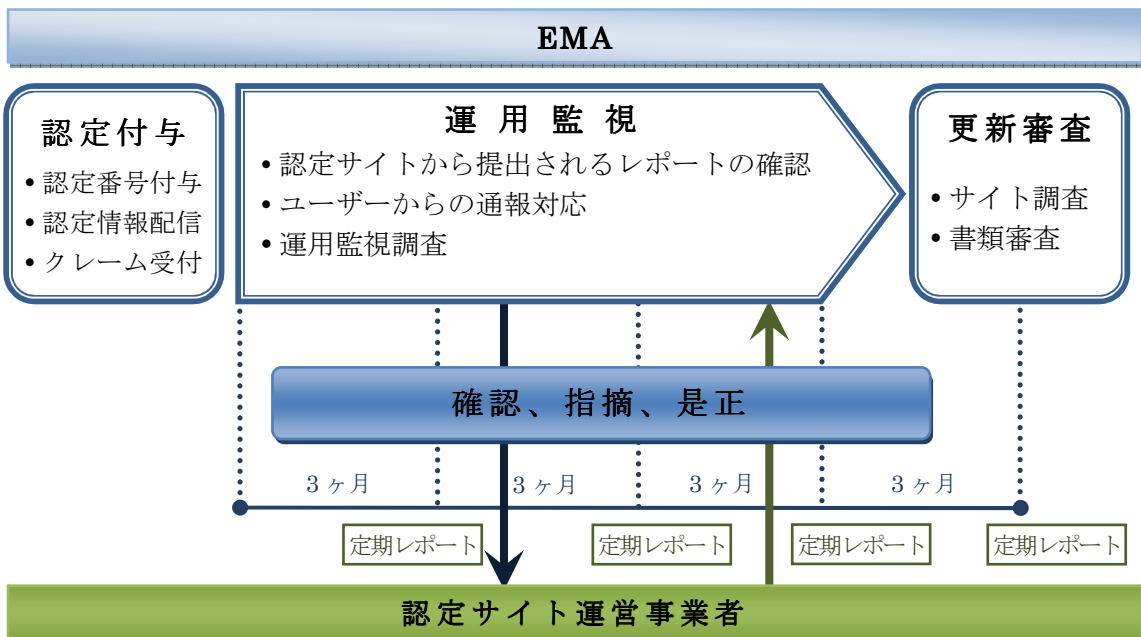 EMA
認定付与
• 認定番号付与
• 認定情報配信
• クレーム受付
運用監視
• 認定サイトから提出されるレポートの確認
• ユーザーからの通報対応
• 運用監視調査
更新審査
• サイト調査
• 書類審査
確認、指摘、是正
3 ヶ月
3 ヶ月
3 ヶ月
3 ヶ月
定期レポート
定期レポート
定期レポート
定期レポート
認定サイト運営事業者